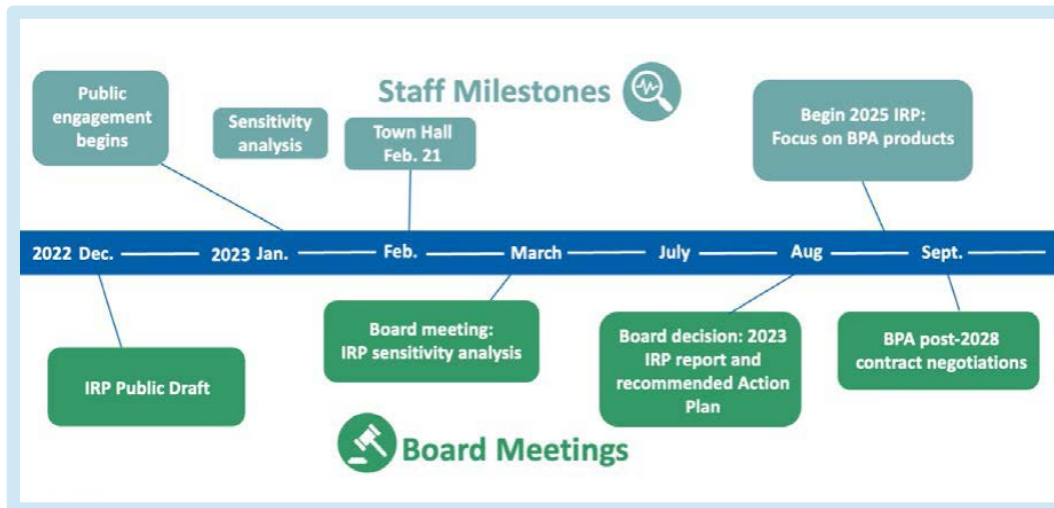 Staff Milestones
Public
engagement
begins
Sensitivity
analysis
Town Hall
Feb. 21
Begin 2025 IRP:
Focus on BPA products
2022 Dec. 2023 Jan. Feb. March July Aug Sept.
IRP Public Draft
Board meeting:
IRP sensitivity analysis
Board decision: 2023
IRP report and
recommended Action
Plan
BPA post-2028
contract negotiations
Board Meetings